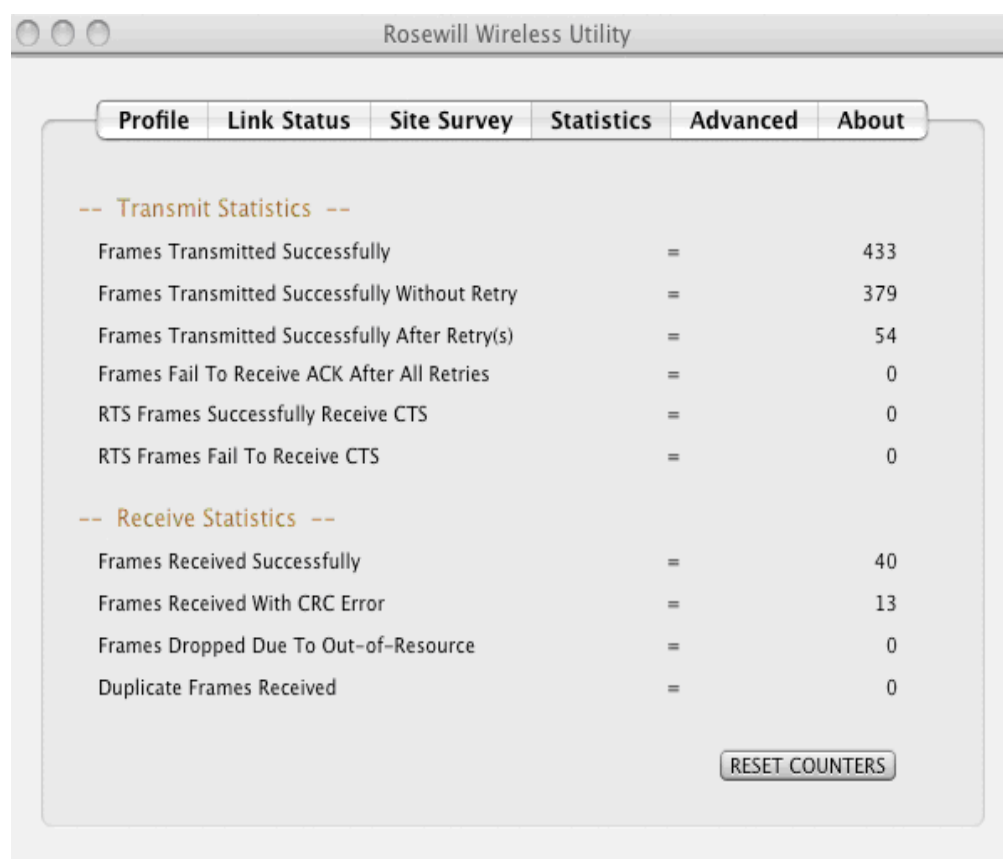 Rosewill Wireless Utility
Profile Link Status Site Survey Statistics Advanced About
-- Transmit Statistics --
Frames Transmitted Successfully = 433
Frames Transmitted Successfully Without Retry = 379
Frames Transmitted Successfully After Retry(s) = 54
Frames Fail To Receive ACK After All Retries = 0
RTS Frames Successfully Receive CTS = 0
RTS Frames Fail To Receive CTS = 0
-- Receive Statistics --
Frames Received Successfully = 40
Frames Received With CRC Error = 13
Frames Dropped Due To Out-of-Resource = 0
Duplicate Frames Received = 0
RESET COUNTERS